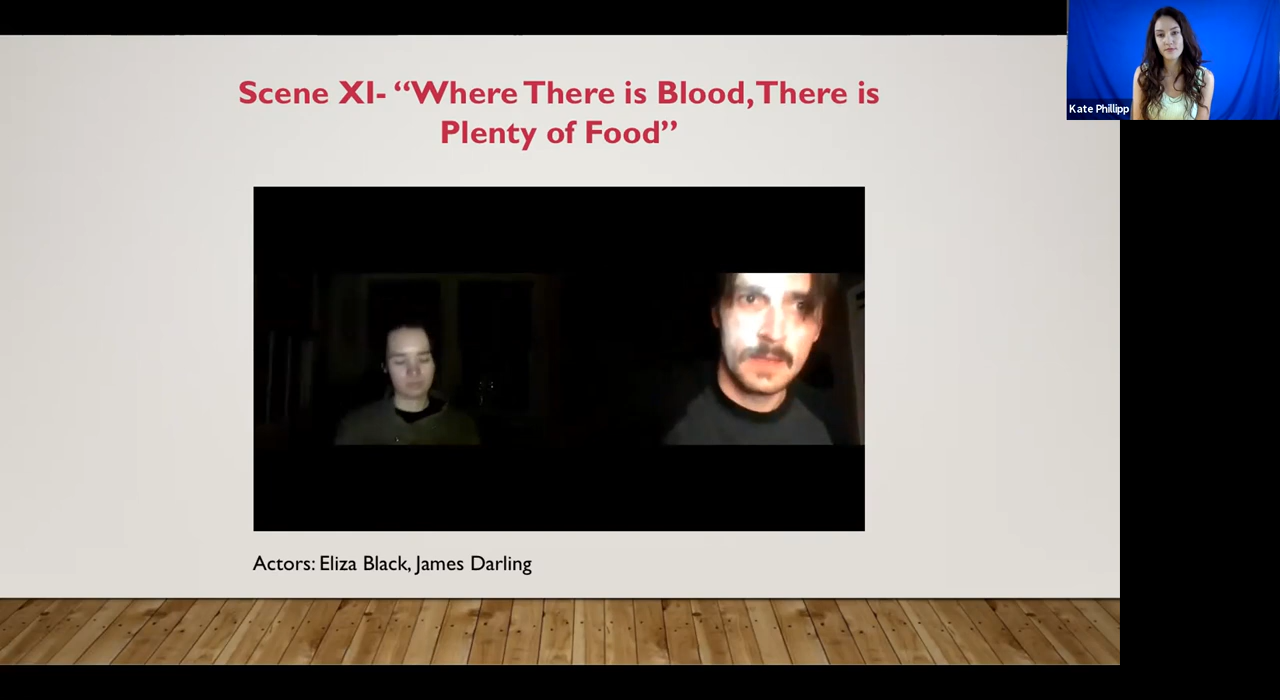 Scene XI- “Where There is Blood, There is
Plenty of Food”
Kate Phillipp
Actors: Eliza Black, James Darling